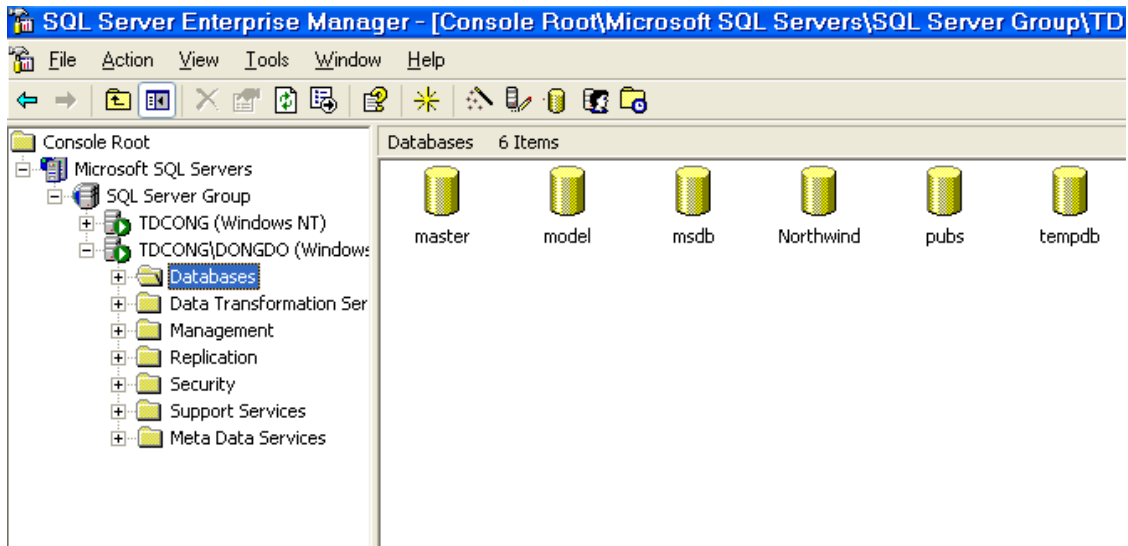 SQL Server Enterprise Manager - [Console Root\Microsoft SQL Servers\SQL Server Group\TD
File Action View Tools Window Help
Console Root
Microsoft SQL Servers
SQL Server Group
TDCONG (Windows NT)
TDCONG\DONGDO (Windows
Databases
Data Transformation Ser
Management
Replication
Security
Support Services
Meta Data Services
Databases 6 Items
master model msdb Northwind pubs tempdb